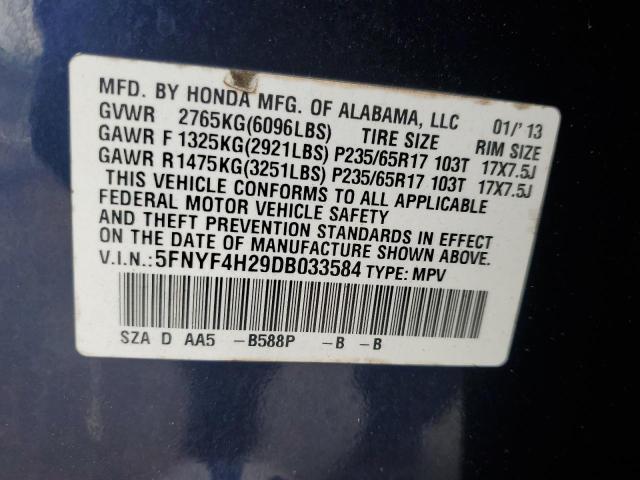 MFD. BY HONDA MFG. OF ALABAMA, LLC 01/'13
GVWR 2765KG(6096LBS) TIRE SIZE RIM SIZE
GAWR F 1325KG(2921LBS) P235/65R17 103T 17X7.5J
GAWR R1475KG(3251LBS) P235/65R17 103T 17X7.5J
THIS VEHICLE CONFORMS TO ALL APPLICABLE
FEDERAL MOTOR VEHICLE SAFETY
AND THEFT PREVENTION STANDARDS IN EFFECT
ON THE DATE OF MANUFACTURE SHOWN ABOVE.
V.I.N.:5FNYF4H29DB033584 TYPE: MPV
SZA D AA5 -B588P -B -B